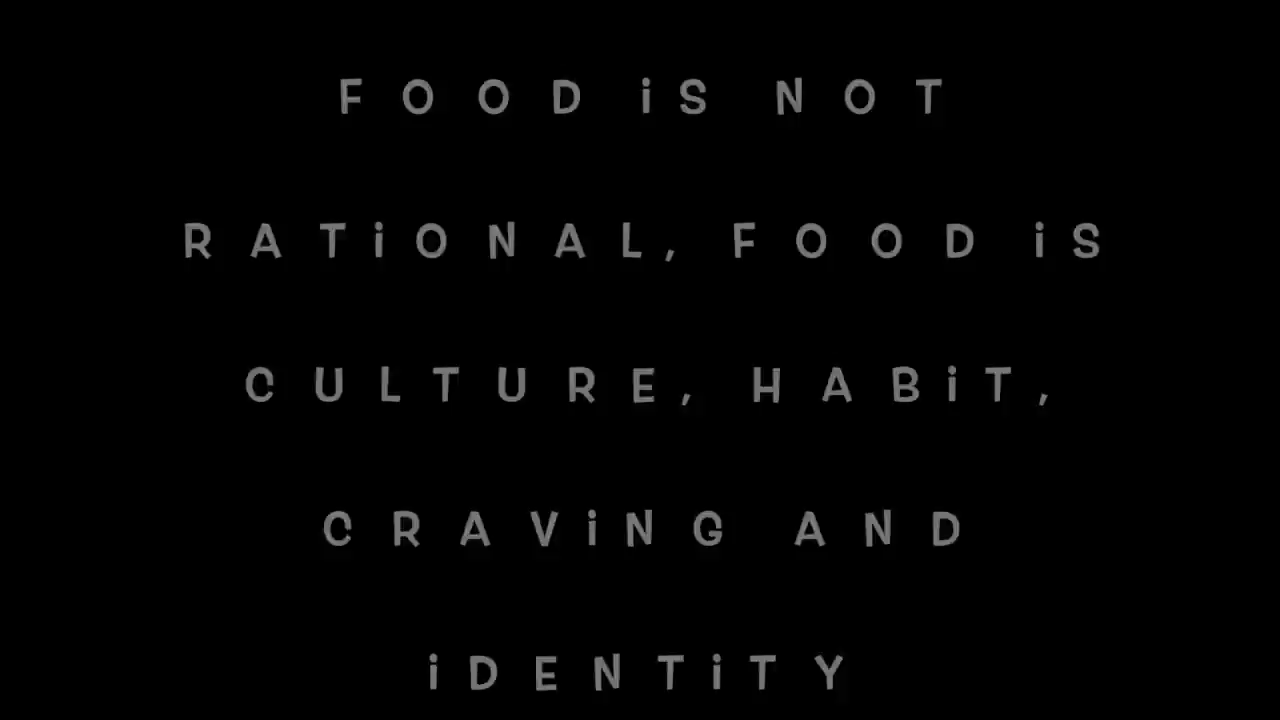 FOOD iS NOT
RATiONAL, FOOD iS
CULTURE, HABiT,
CRAViNG AND
iDENTiTY